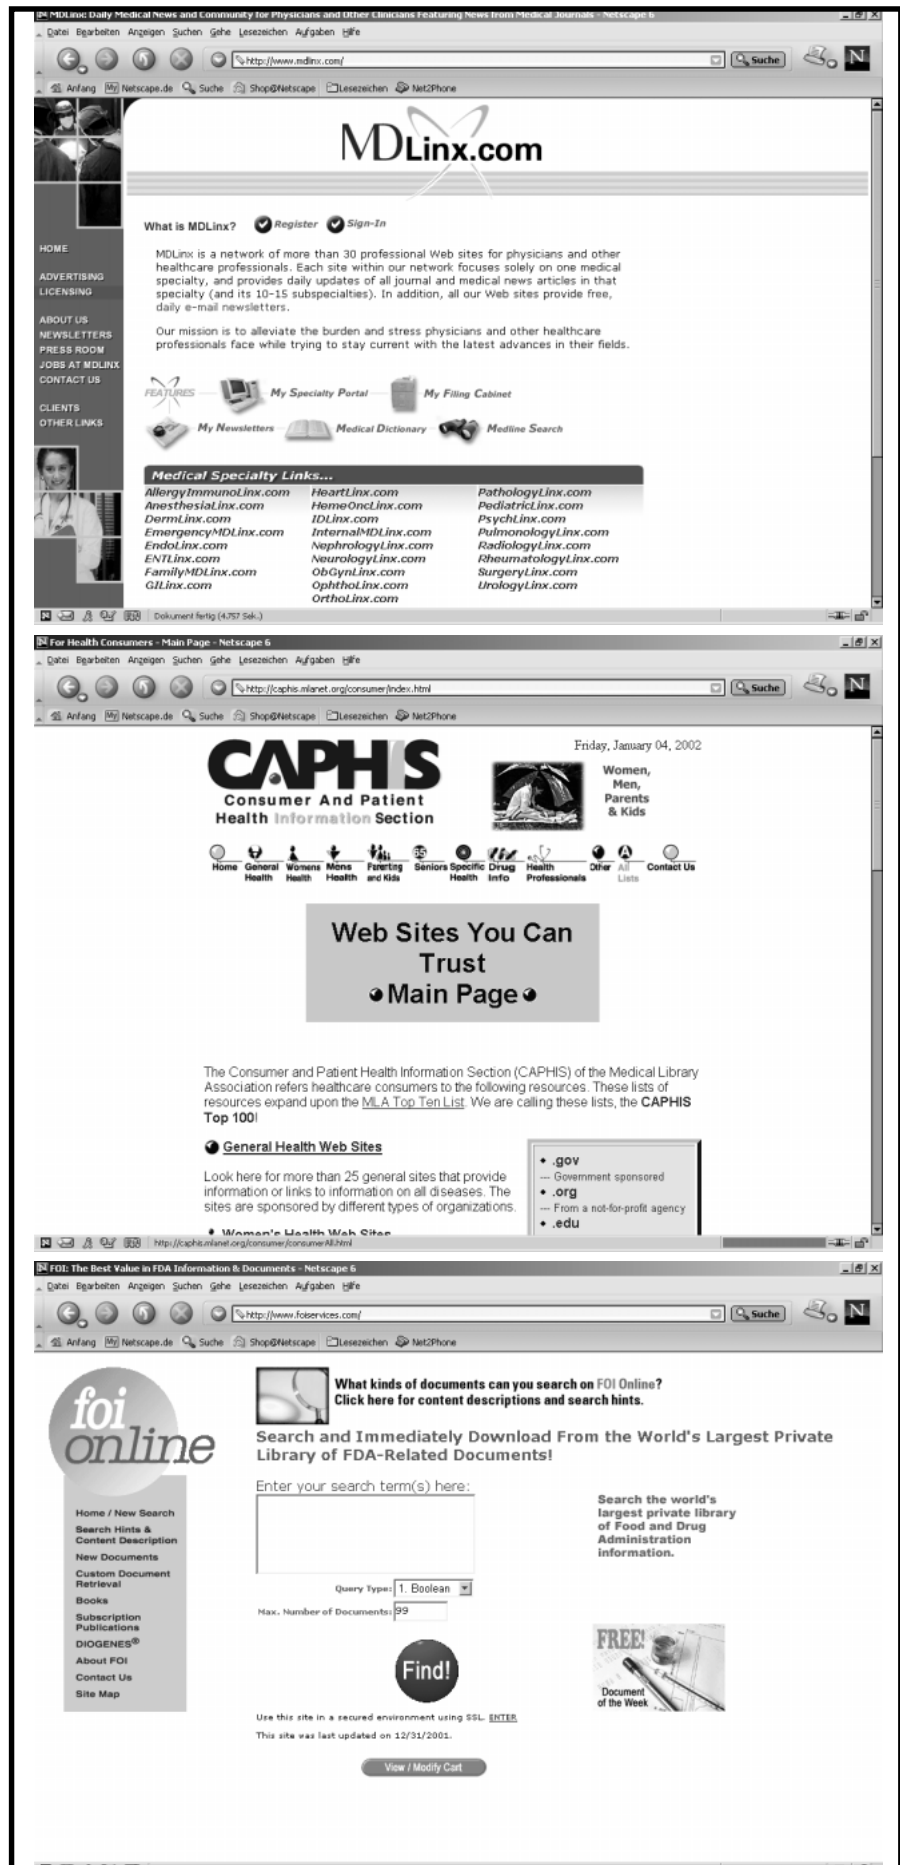 MDLinx: Daily Medical News and Community for Physicians and Other Clinicians Featuring News from Medical Journals - Netscape 6
Datei Bearbeiten Anzeigen Suchen Gehe Lesezeichen Aufgaben Hilfe
http://www.mdlinx.com/ Suche N
Anfang My Netscape.de Suche Shop@Netscape Lesezeichen Net2Phone
MDLinx.com
What is MDLinx? Register Sign-In
MDLinx is a network of more than 30 professional Web sites for physicians and other
healthcare professionals. Each site within our network focuses solely on one medical
specialty, and provides daily updates of all journal and medical news articles in that
specialty (and its 10-15 subspecialties). In addition, all our Web sites provide free,
daily e-mail newsletters.
Our mission is to alleviate the burden and stress physicians and other healthcare
professionals face while trying to stay current with the latest advances in their fields.
HOME
ADVERTISING
LICENSING
ABOUT US
NEWSLETTERS
PRESS ROOM
JOBS AT MDLINX
CONTACT US
CLIENTS
OTHER LINKS
FEATURES My Specialty Portal My Filing Cabinet
My Newsletters Medical Dictionary Medline Search
Medical Specialty Links...
AllergyImmunoLinx.com HeartLinx.com PathologyLinx.com
AnesthesiaLinx.com HemeOncLinx.com PediatricLinx.com
DermLinx.com IDLinx.com PsychLinx.com
EmergencyMDLinx.com InternalMDLinx.com PulmonologyLinx.com
EndoLinx.com NephrologyLinx.com RadiologyLinx.com
ENTLinx.com NeurologyLinx.com RheumatologyLinx.com
FamilyMDLinx.com ObGynLinx.com SurgeryLinx.com
GILinx.com OphthoLinx.com UrologyLinx.com
OrthoLinx.com
Dokument fertig (4.757 Sek.)
For Health Consumers - Main Page - Netscape 6
Datei Bearbeiten Anzeigen Suchen Gehe Lesezeichen Aufgaben Hilfe
http://caphis.mlanet.org/consumer/index.html Suche N
Anfang My Netscape.de Suche Shop@Netscape Lesezeichen Net2Phone
CAPHIS
Consumer And Patient
Health Information Section
Friday, January 04, 2002
Women,
Men,
Parents
& Kids
Home General Health Womens Health Mens Health Parenting and Kids Seniors Specific Health Drug Info Health Professionals Other All Lists Contact Us
Web Sites You Can
Trust
Main Page
The Consumer and Patient Health Information Section (CAPHIS) of the Medical Library
Association refers healthcare consumers to the following resources. These lists of
resources expand upon the MLA Top Ten List. We are calling these lists, the CAPHIS
Top 100!
General Health Web Sites
Look here for more than 25 general sites that provide
information or links to information on all diseases. The
sites are sponsored by different types of organizations.
Women's Health Web Sites
.gov
--- Government sponsored
.org
--- From a not-for-profit agency
.edu
http://caphis.mlanet.org/consumer/consumerAll.html
FOI: The Best Value in FDA Information & Documents - Netscape 6
Datei Bearbeiten Anzeigen Suchen Gehe Lesezeichen Aufgaben Hilfe
http://www.foiservices.com/ Suche N
Anfang My Netscape.de Suche Shop@Netscape Lesezeichen Net2Phone
foi
online
Home / New Search
Search Hints &
Content Description
New Documents
Custom Document
Retrieval
Books
Subscription
Publications
DIOGENES®
About FOI
Contact Us
Site Map
What kinds of documents can you search on FOI Online?
Click here for content descriptions and search hints.
Search and Immediately Download From the World's Largest Private
Library of FDA-Related Documents!
Enter your search term(s) here:
Query Type: 1. Boolean
Max. Number of Documents: 99
Find!
Use this site in a secured environment using SSL. ENTER
This site was last updated on 12/31/2001.
View / Modify Cart
Search the world's
largest private library
of Food and Drug
Administration
information.
FREE!
Document
of the Week